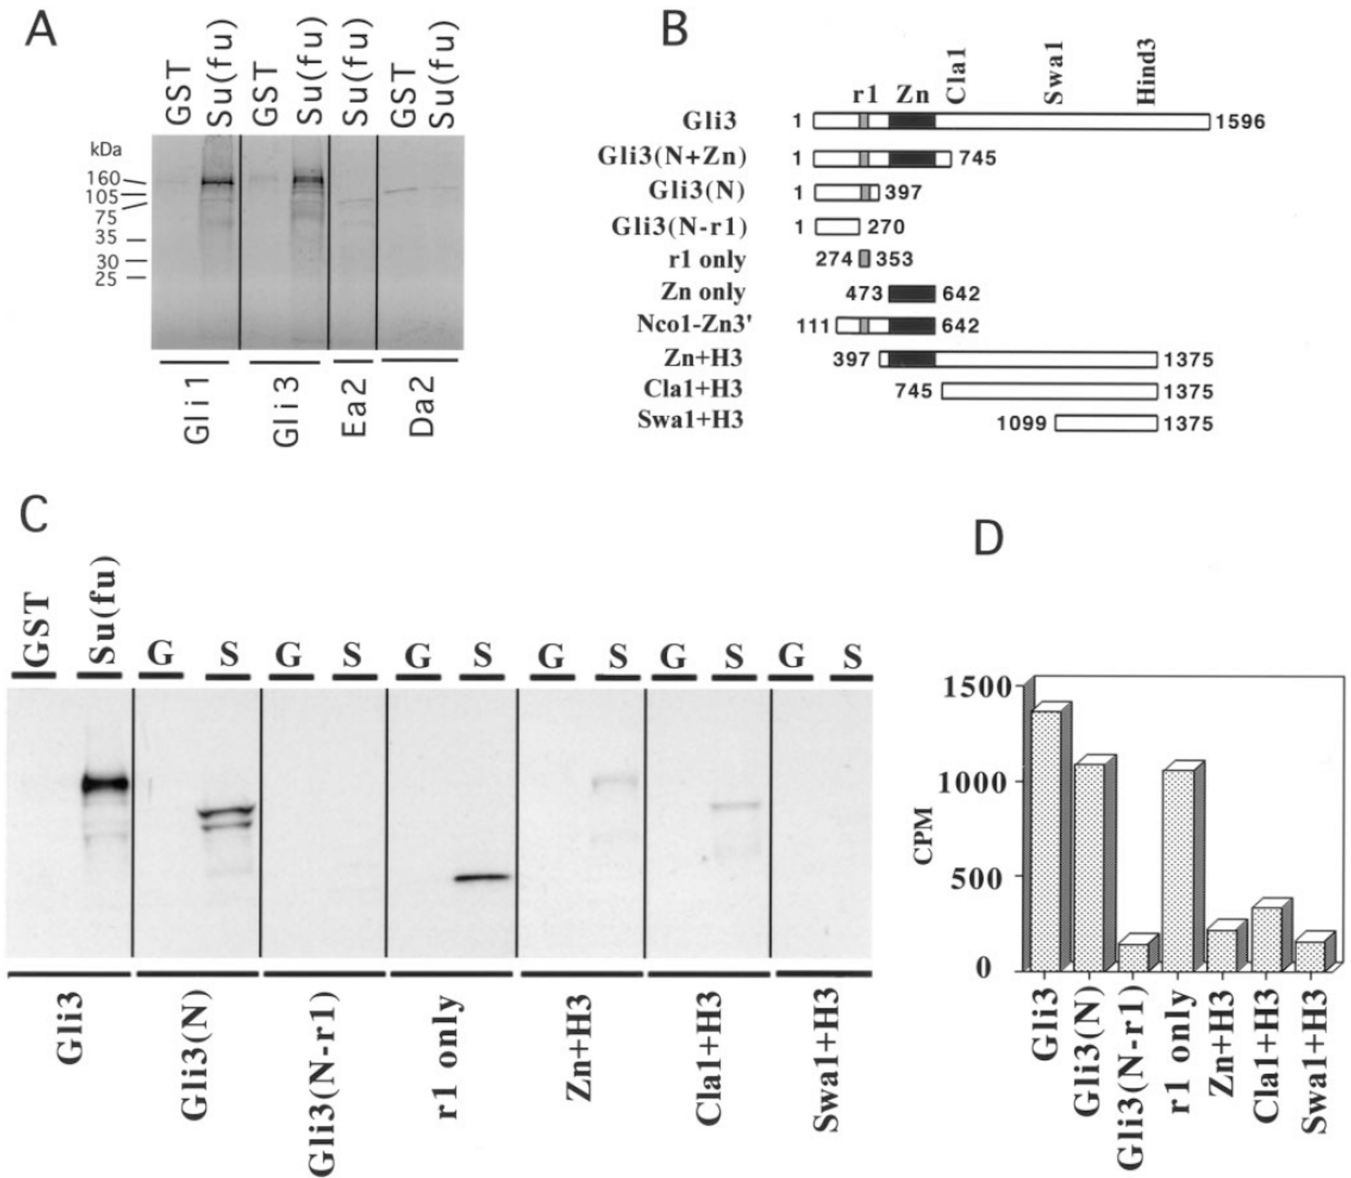 A
GST
Su(fu)
GST
Su(fu)
Su(fu)
GST
Su(fu)
kDa
160
105
75
35
30
25
Gli1
Gli3
Ea2
Da2
B
r1 Zn Cla1 Swa1 Hind3
Gli3 1 1596
Gli3(N+Zn) 1 745
Gli3(N) 1 397
Gli3(N-r1) 1 270
r1 only 274 353
Zn only 473 642
Nco1-Zn3' 111 642
Zn+H3 397 1375
Cla1+H3 745 1375
Swa1+H3 1099 1375
C
GST Su(fu) G S G S G S G S G S G S
Gli3
Gli3(N)
Gli3(N-r1)
r1 only
Zn+H3
Cla1+H3
Swa1+H3
D
CPM
1500
1000
500
0
Gli3
Gli3(N)
Gli3(N-r1)
r1 only
Zn+H3
Cla1+H3
Swa1+H3